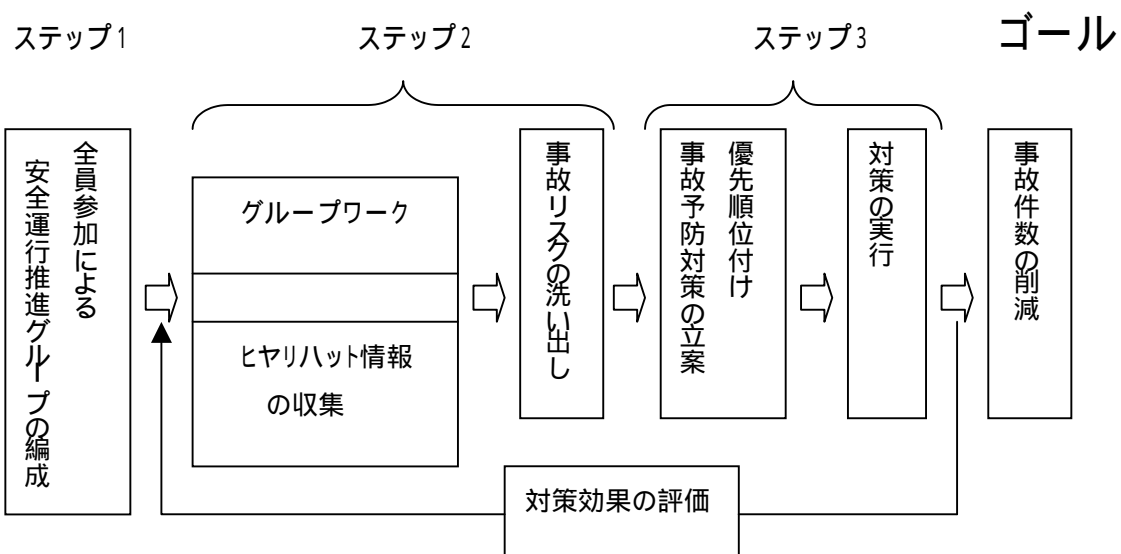 ステップ1
ステップ2
ステップ3
ゴール
全員参加による
安全運行推進グループの編成
グループワーク
ヒヤリハット情報
の収集
事故リスクの洗い出し
優先順位付け
事故予防対策の立案
対策の実行
事故件数の削減
対策効果の評価